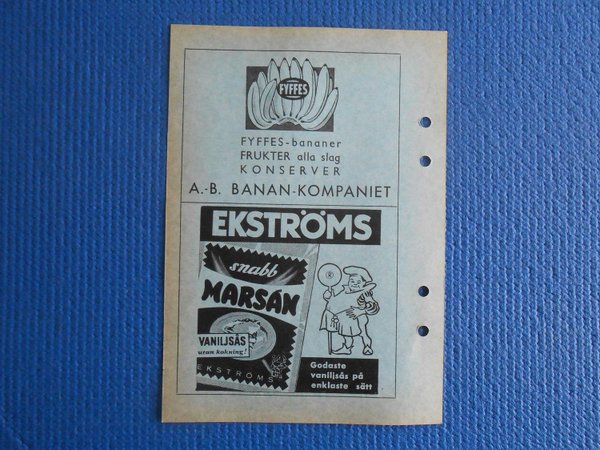 FYFFES
FYFFES-bananer
FRUKTER alla slag
KONSERVER
A.-B. BANAN-KOMPANIET
EKSTRÖMS
snabb
MARSÁN
VANILJSÅS
utan kokning!
EKSTRÖMS
R
Godaste
vaniljsås på
enklaste sätt